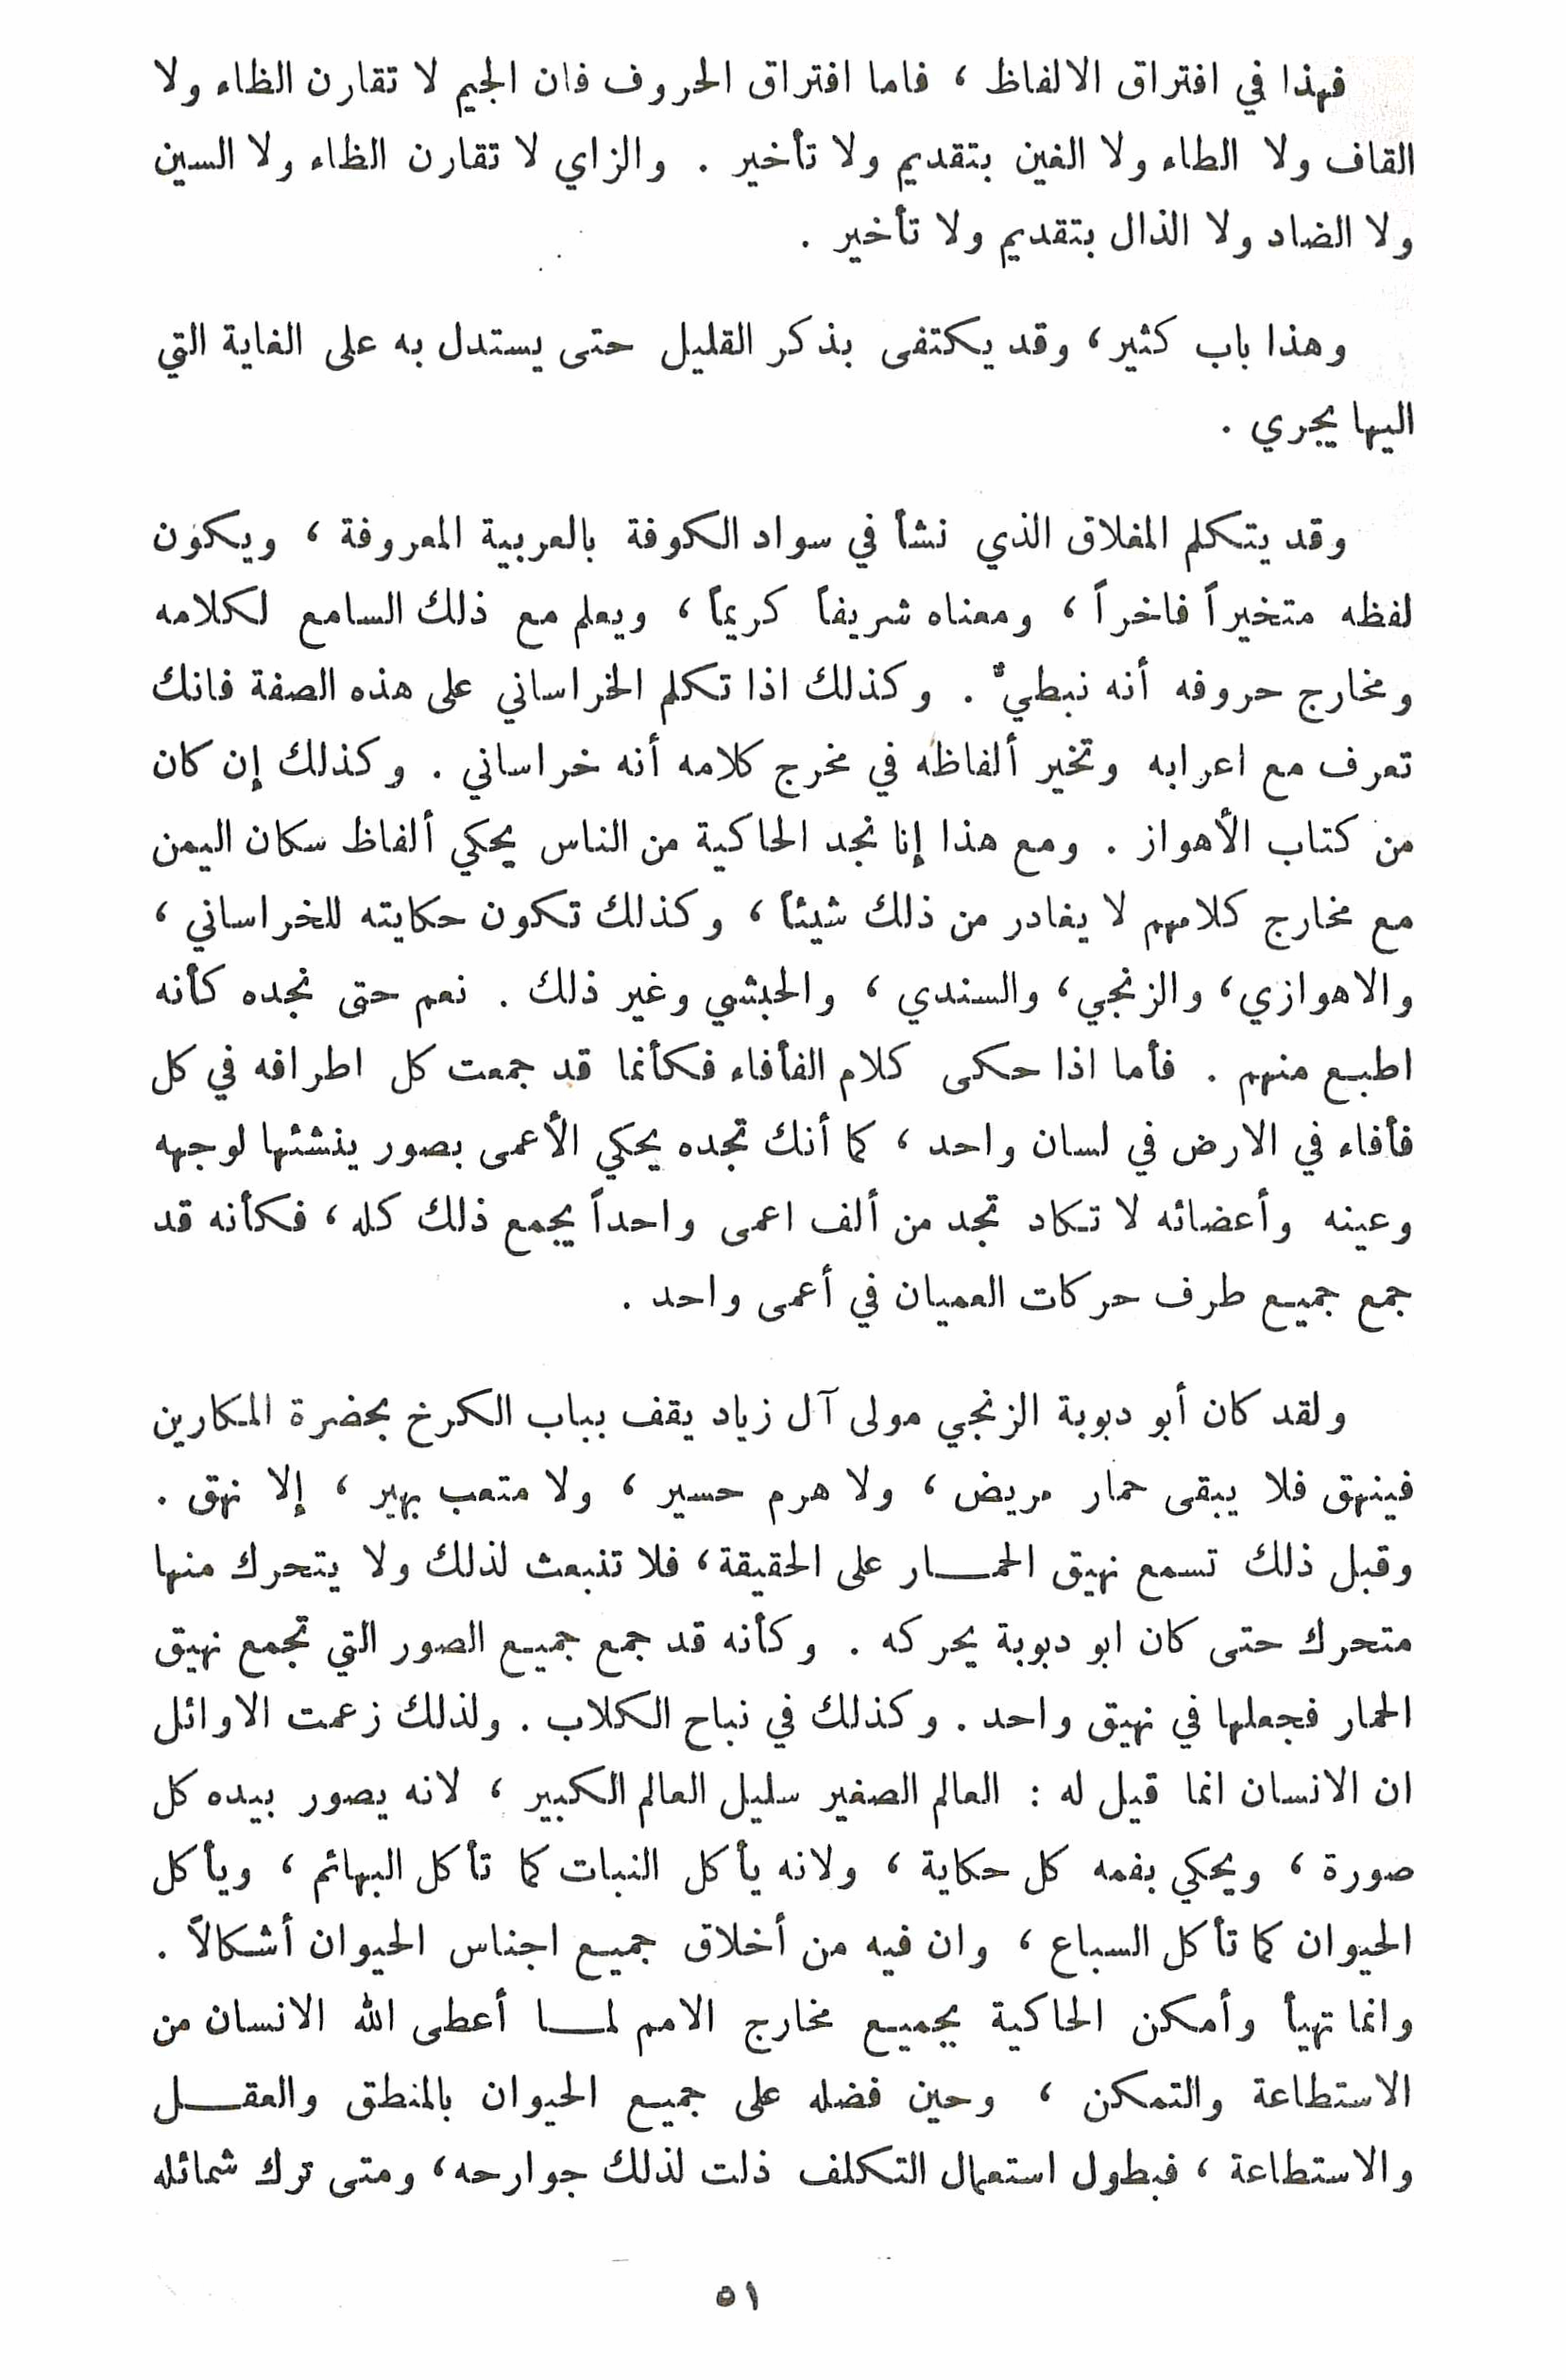 فهذا في افتراق الالفاظ ، فاما افتراق الحروف فان الجيم لا تقارن الظاء ولا
القاف ولا الطاء ولا الغين بتقديم ولا تأخير . والزاي لا تقارن الظاء ولا السين
ولا الضاد ولا الذال بتقديم ولا تأخير .
وهذا باب كثير ، وقد يكتفى بذكر القليل حتى يستدل به على الغاية التي
اليها يجري .
وقد يتكلم المغلاق الذي نشأ في سواد الكوفة بالعربية المعروفة ، ويكون
لفظه متخيراً فاخراً ، ومعناه شريفاً كريماً ، ويعلم مع ذلك السامع لكلامه
ومخارج حروفه أنه نبطيٌّ . وكذلك اذا تكلم الخراساني على هذه الصفة فانك
تعرف مع اعرابه وتخير ألفاظه في مخرج كلامه أنه خراساني . وكذلك إن كان
من كتاب الأهواز . ومع هذا إنا نجد الحاكية من الناس يحكي ألفاظ سكان اليمن
مع مخارج كلامهم لا يغادر من ذلك شيئاً ، وكذلك تكون حكايته للخراساني ،
والاهوازي ، والزنجي ، والسندي ، والحبشي وغير ذلك . نعم حتى نجده كأنه
اطبع منهم . فأما اذا حكى كلام الفأفاء فكأنما قد جمعت كل اطرافه في كل
فأفاء في الارض في لسان واحد ، كما أنك تجده يحكي الأعمى بصور ينشئها لوجهه
وعينه وأعضائه لا تكاد تجد من ألف اعمى واحداً يجمع ذلك كله ، فكأنه قد
جمع جميع طرف حركات العميان في أعمى واحد .
ولقد كان أبو دبوبة الزنجي مولى آل زياد يقف بباب الكرخ بحضرة المكارين
فينهق فلا يبقى حمار مريض ، ولا هرم حسير ، ولا متعب بهير ، إلا نهق .
وقبل ذلك تسمع نهيق الحمار على الحقيقة ، فلا تنبعث لذلك ولا يتحرك منها
متحرك حتى كان ابو دبوبة يحركه . وكأنه قد جمع جميع الصور التي تجمع نهيق
الحمار فجعلها في نهيق واحد . وكذلك في نباح الكلاب . ولذلك زعمت الاوائل
ان الانسان انما قيل له : العالم الصغير سليل العالم الكبير ، لانه يصور بيده كل
صورة ، ويحكي بفمه كل حكاية ، ولانه يأكل النبات كما تأكل البهائم ، ويأكل
الحيوان كما تأكل السباع ، وان فيه من أخلاق جميع اجناس الحيوان أشكالاً .
وانما تهيأ وأمكن الحاكية بجميع مخارج الامم لما أعطى الله الانسان من
الاستطاعة والتمكن ، وحين فضله على جميع الحيوان بالمنطق والعقل
والاستطاعة ، فبطول استعمال التكلف ذلت لذلك جوارحه ، ومتى ترك شمائله
٥١